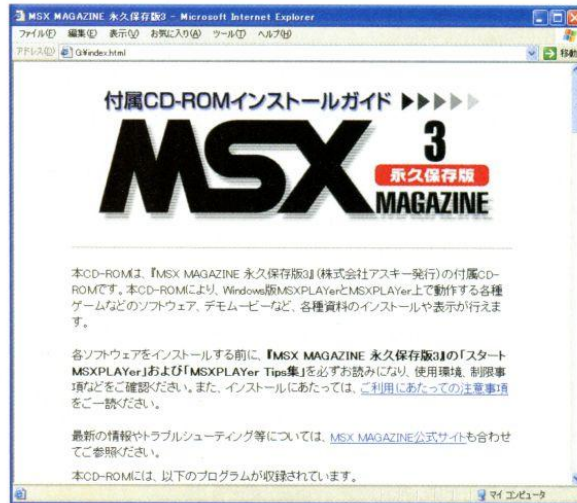 MSX MAGAZINE 永久保存版3 - Microsoft Internet Explorer
ファイル(F) 編集(E) 表示(V) お気に入り(A) ツール(T) ヘルプ(H)
アドレス(D) G:¥index.html 移動
付属CD-ROMインストールガイド ▶▶▶▶▶
MSX 3
永久保存版
MAGAZINE
本CD-ROMは、『MSX MAGAZINE 永久保存版3』(株式会社アスキー発行)の付属CD-
ROMです。本CD-ROMにより、Windows版MSXPLAYerとMSXPLAYer上で動作する各種
ゲームなどのソフトウェア、デモムービーなど、各種資料のインストールや表示が行えま
す。
各ソフトウェアをインストールする前に、『MSX MAGAZINE 永久保存版3』の「スタート
MSXPLAYer」および「MSXPLAYer Tips集」を必ずお読みになり、使用環境、制限事
項などをご確認ください。また、インストールにあたっては、ご利用にあたっての注意事項
をご一読ください。
最新の情報やトラブルシューティング等については、MSX MAGAZINE公式サイトも合わせ
てご参照ください。
本CD-ROMには、以下のプログラムが収録されています。
マイ コンピュータ